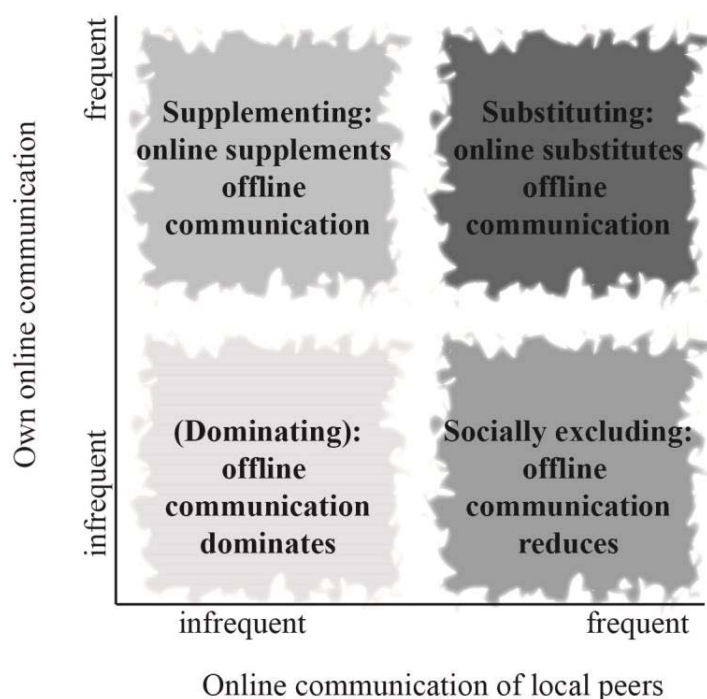 frequent
Supplementing:
online supplements
offline
communication
Substituting:
online substitutes
offline
communication
Own online communication
infrequent
(Dominating):
offline
communication
dominates
Socially excluding:
offline
communication
reduces
infrequent
frequent
Online communication of local peers